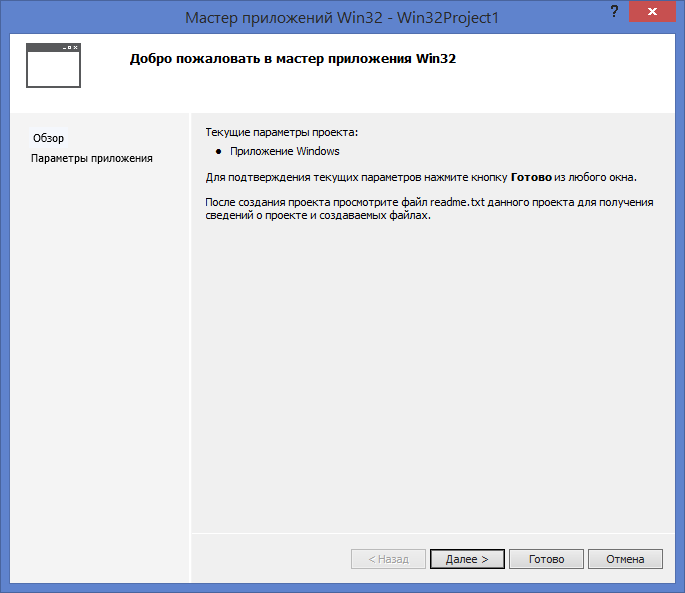 Мастер приложений Win32 - Win32Project1
?
Добро пожаловать в мастер приложения Win32
Обзор
Параметры приложения
Текущие параметры проекта:
• Приложение Windows
Для подтверждения текущих параметров нажмите кнопку Готово из любого окна.
После создания проекта просмотрите файл readme.txt данного проекта для получения
сведений о проекте и создаваемых файлах.
< Назад
Далее >
Готово
Отмена